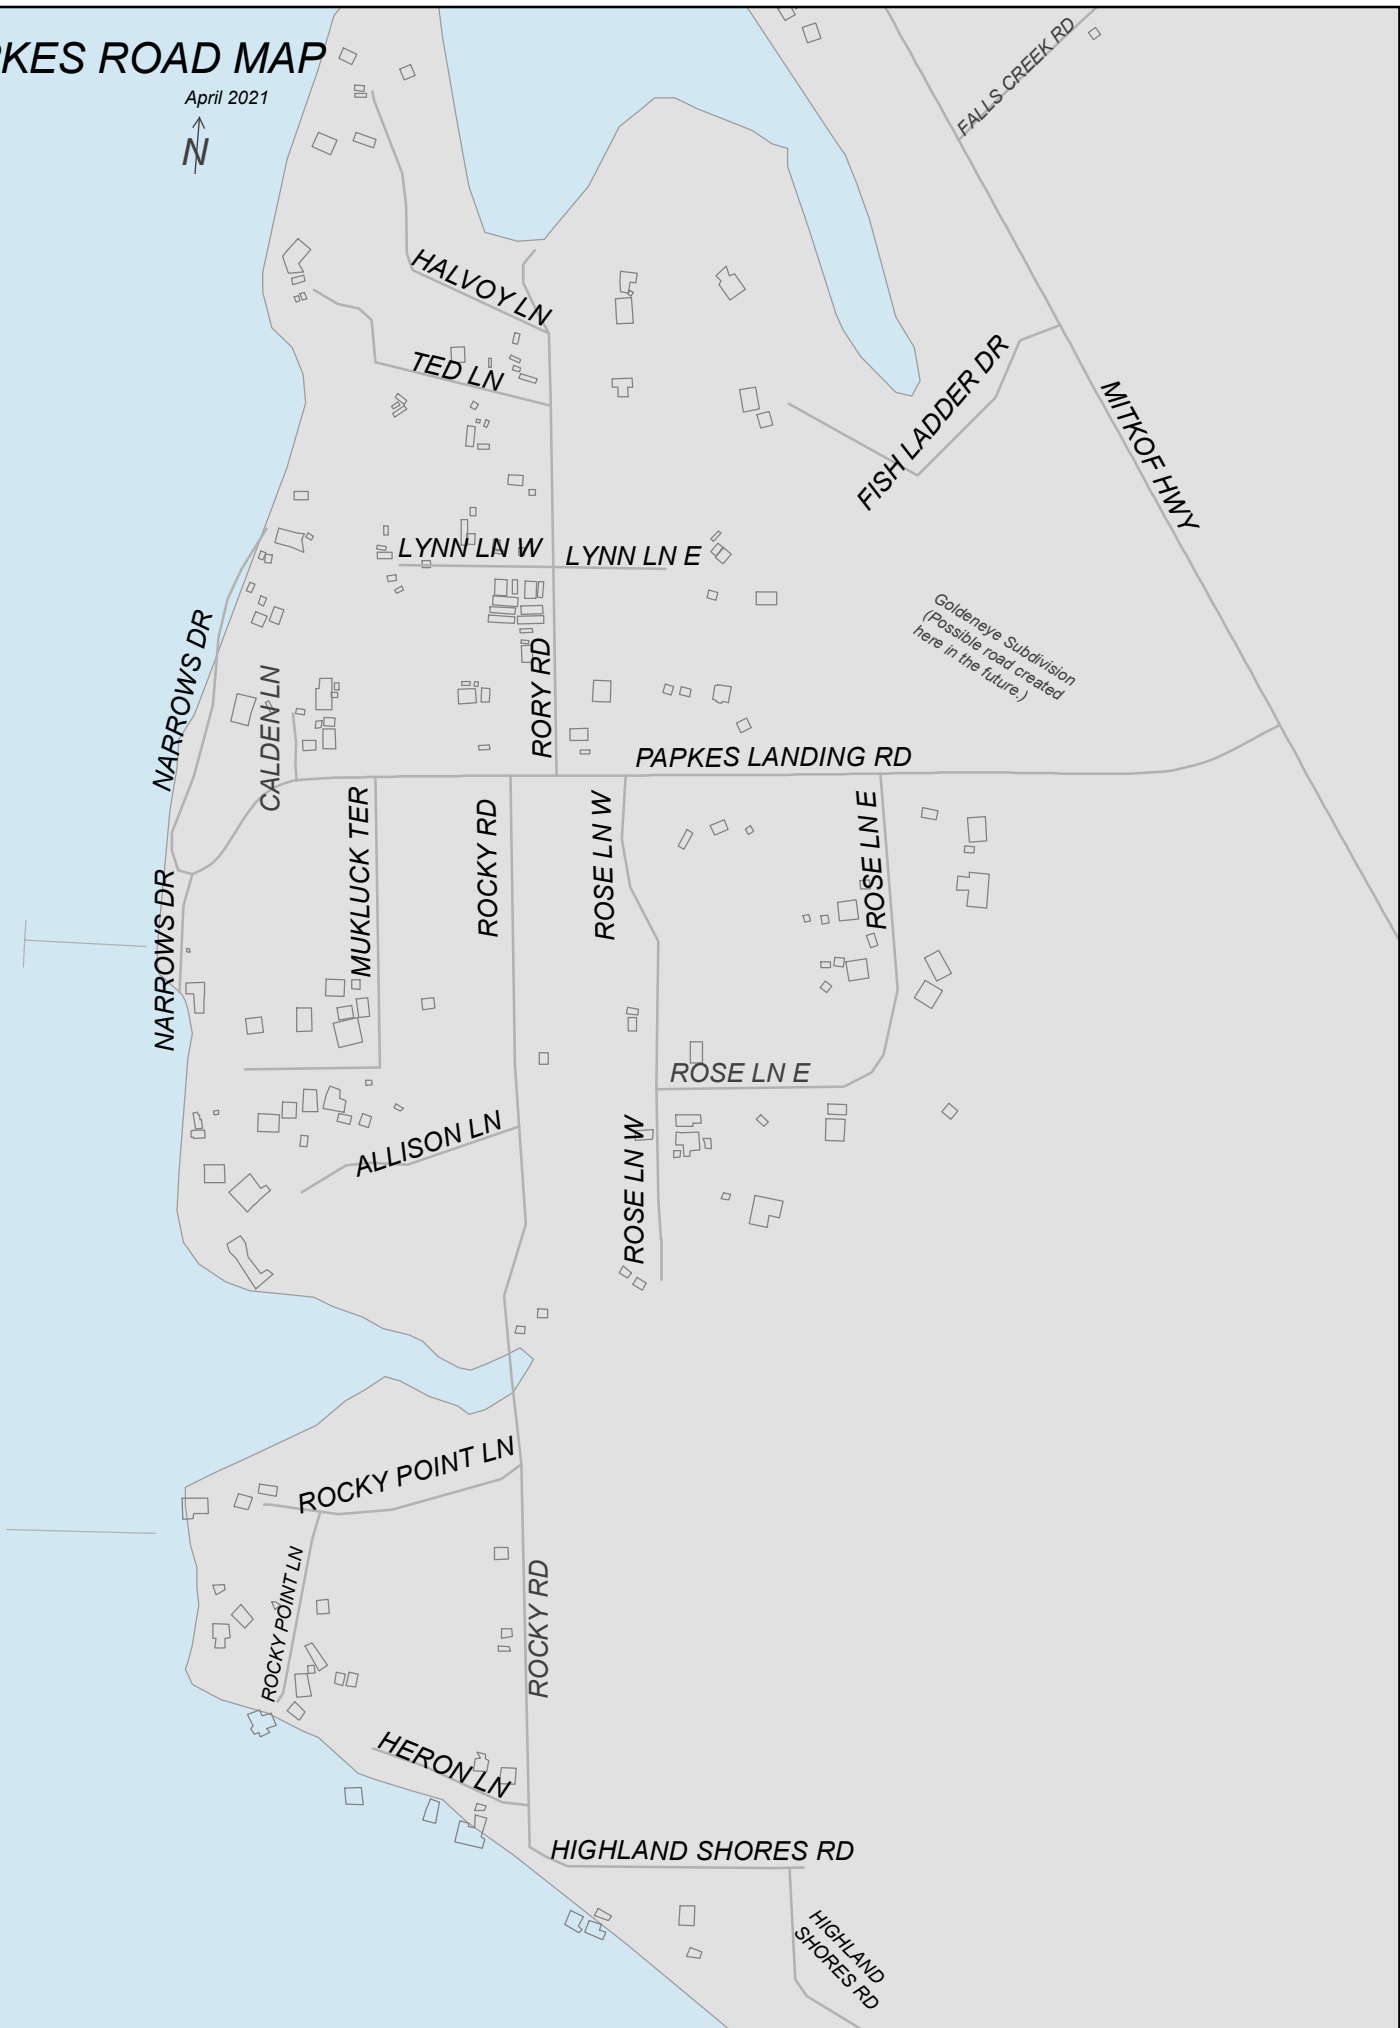 PKES ROAD MAP
April 2021
N
FALLS CREEK RD
HALVOY LN
TED LN
FISH LADDER DR
MITKOF HWY
LYNN LN W
LYNN LN E
Goldeneye Subdivision
(Possible road created
here in the future.)
NARROWS DR
CALDEN LN
RORY RD
PAPKES LANDING RD
MUKLUCK TER
ROCKY RD
ROSE LN W
ROSE LN E
NARROWS DR
ROSE LN E
ALLISON LN
ROSE LN W
ROCKY POINT LN
ROCKY POINT LN
ROCKY RD
HERON LN
HIGHLAND SHORES RD
HIGHLAND
SHORES RD